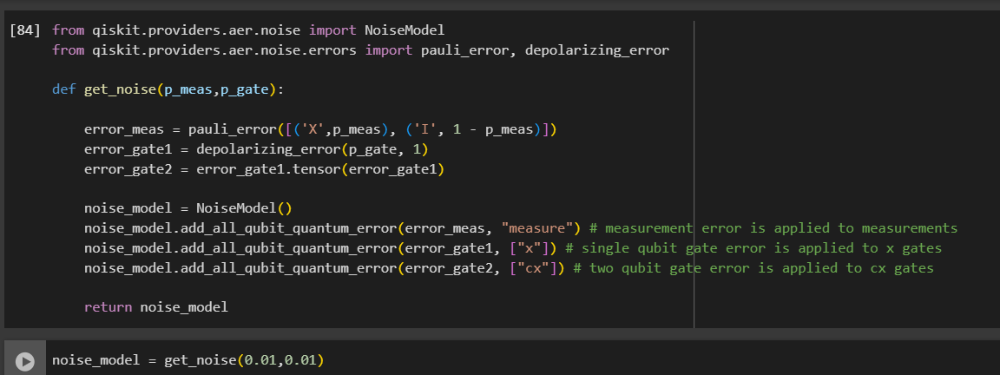 [84] from qiskit.providers.aer.noise import NoiseModel
from qiskit.providers.aer.noise.errors import pauli_error, depolarizing_error
def get_noise(p_meas,p_gate):
error_meas = pauli_error([('X',p_meas), ('I', 1 - p_meas)])
error_gate1 = depolarizing_error(p_gate, 1)
error_gate2 = error_gate1.tensor(error_gate1)
noise_model = NoiseModel()
noise_model.add_all_qubit_quantum_error(error_meas, "measure") # measurement error is applied to measurements
noise_model.add_all_qubit_quantum_error(error_gate1, ["x"]) # single qubit gate error is applied to x gates
noise_model.add_all_qubit_quantum_error(error_gate2, ["cx"]) # two qubit gate error is applied to cx gates
return noise_model
noise_model = get_noise(0.01,0.01)